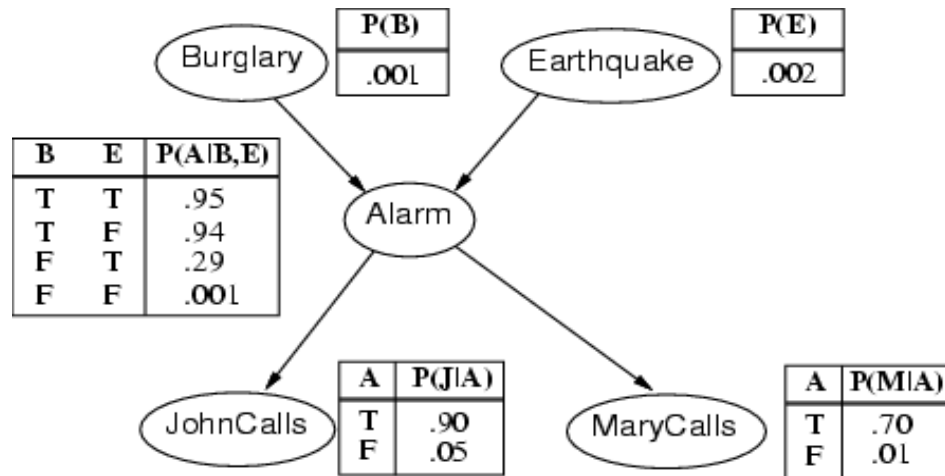 Burglary
P(B)
.001
Earthquake
P(E)
.002
B E P(A|B,E)
T T .95
T F .94
F T .29
F F .001
Alarm
JohnCalls
A P(J|A)
T .90
F .05
MaryCalls
A P(M|A)
T .70
F .01